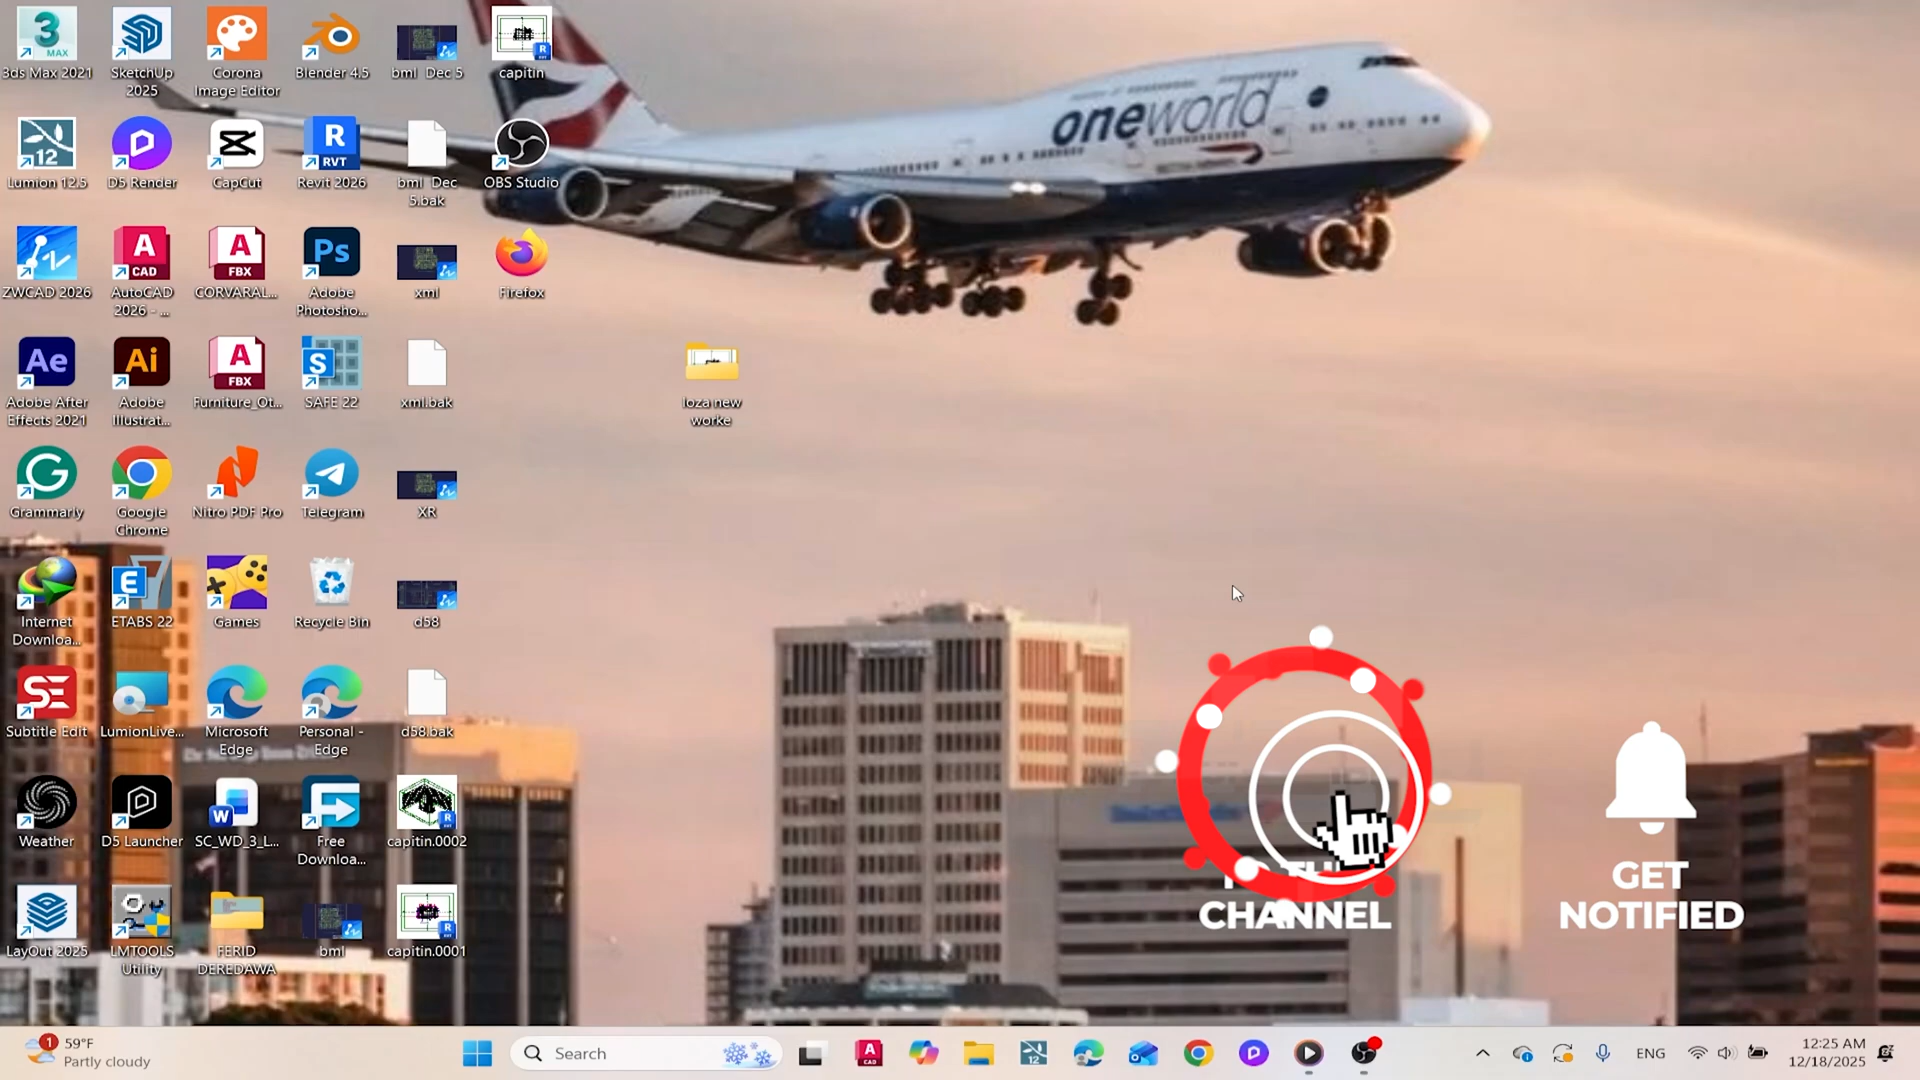 3ds Max 2021
SketchUp 2025
Corona Image Editor
Blender 4.5
bml Dec 5
capitin
oneworld
Lumion 12.5
D5 Render
CapCut
Revit 2026
bml Dec 5.bak
OBS Studio
ZWCAD 2026
AutoCAD 2026 - ...
CORVARAL...
Adobe Photosho...
xml
Firefox
Adobe After Effects 2021
Adobe Illustrat...
Furniture_Ot...
SAFE 22
xml.bak
loza new worke
Grammarly
Google Chrome
Nitro PDF Pro
Telegram
XR
Internet Downloa...
ETABS 22
Games
Recycle Bin
d58
Subtitle Edit
LumionLive...
Microsoft Edge
Personal - Edge
d58.bak
Weather
D5 Launcher
SC_WD_3_L...
Free Downloa...
capitin.0002
LayOut 2025
LMTOOLS Utility
FERID DEREDAWA
bml
capitin.0001
CHANNEL
GET
NOTIFIED
1
59°F
Partly cloudy
Search
ENG
12:25 AM
12/18/2025